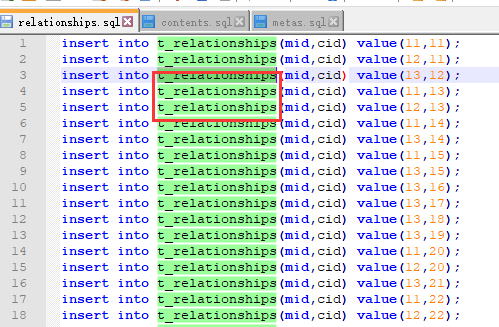 relationships.sql contents.sql metas.sql
1 insert into t_relationships(mid,cid) value(11,11);
2 insert into t_relationships(mid,cid) value(12,11);
3 insert into t_relationships(mid,cid) value(13,12);
4 insert into t_relationships(mid,cid) value(11,13);
5 insert into t_relationships(mid,cid) value(12,13);
6 insert into t_relationships(mid,cid) value(11,14);
7 insert into t_relationships(mid,cid) value(13,14);
8 insert into t_relationships(mid,cid) value(11,15);
9 insert into t_relationships(mid,cid) value(13,15);
10 insert into t_relationships(mid,cid) value(13,16);
11 insert into t_relationships(mid,cid) value(13,17);
12 insert into t_relationships(mid,cid) value(13,18);
13 insert into t_relationships(mid,cid) value(13,19);
14 insert into t_relationships(mid,cid) value(11,20);
15 insert into t_relationships(mid,cid) value(12,20);
16 insert into t_relationships(mid,cid) value(13,21);
17 insert into t_relationships(mid,cid) value(11,22);
18 insert into t_relationships(mid,cid) value(12,22);